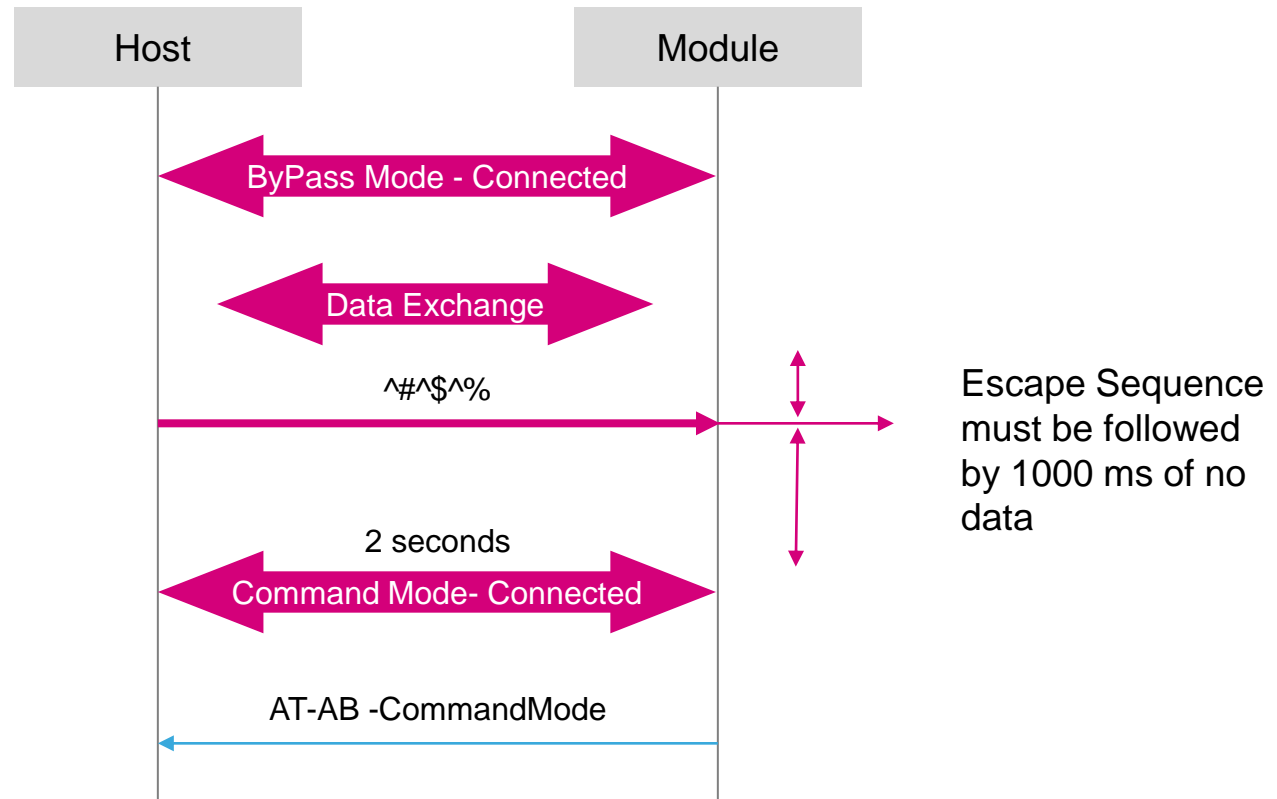 Host
Module
ByPass Mode - Connected
Data Exchange
^#^$^%
Escape Sequence
must be followed
by 1000 ms of no
data
2 seconds
Command Mode- Connected
AT-AB -CommandMode